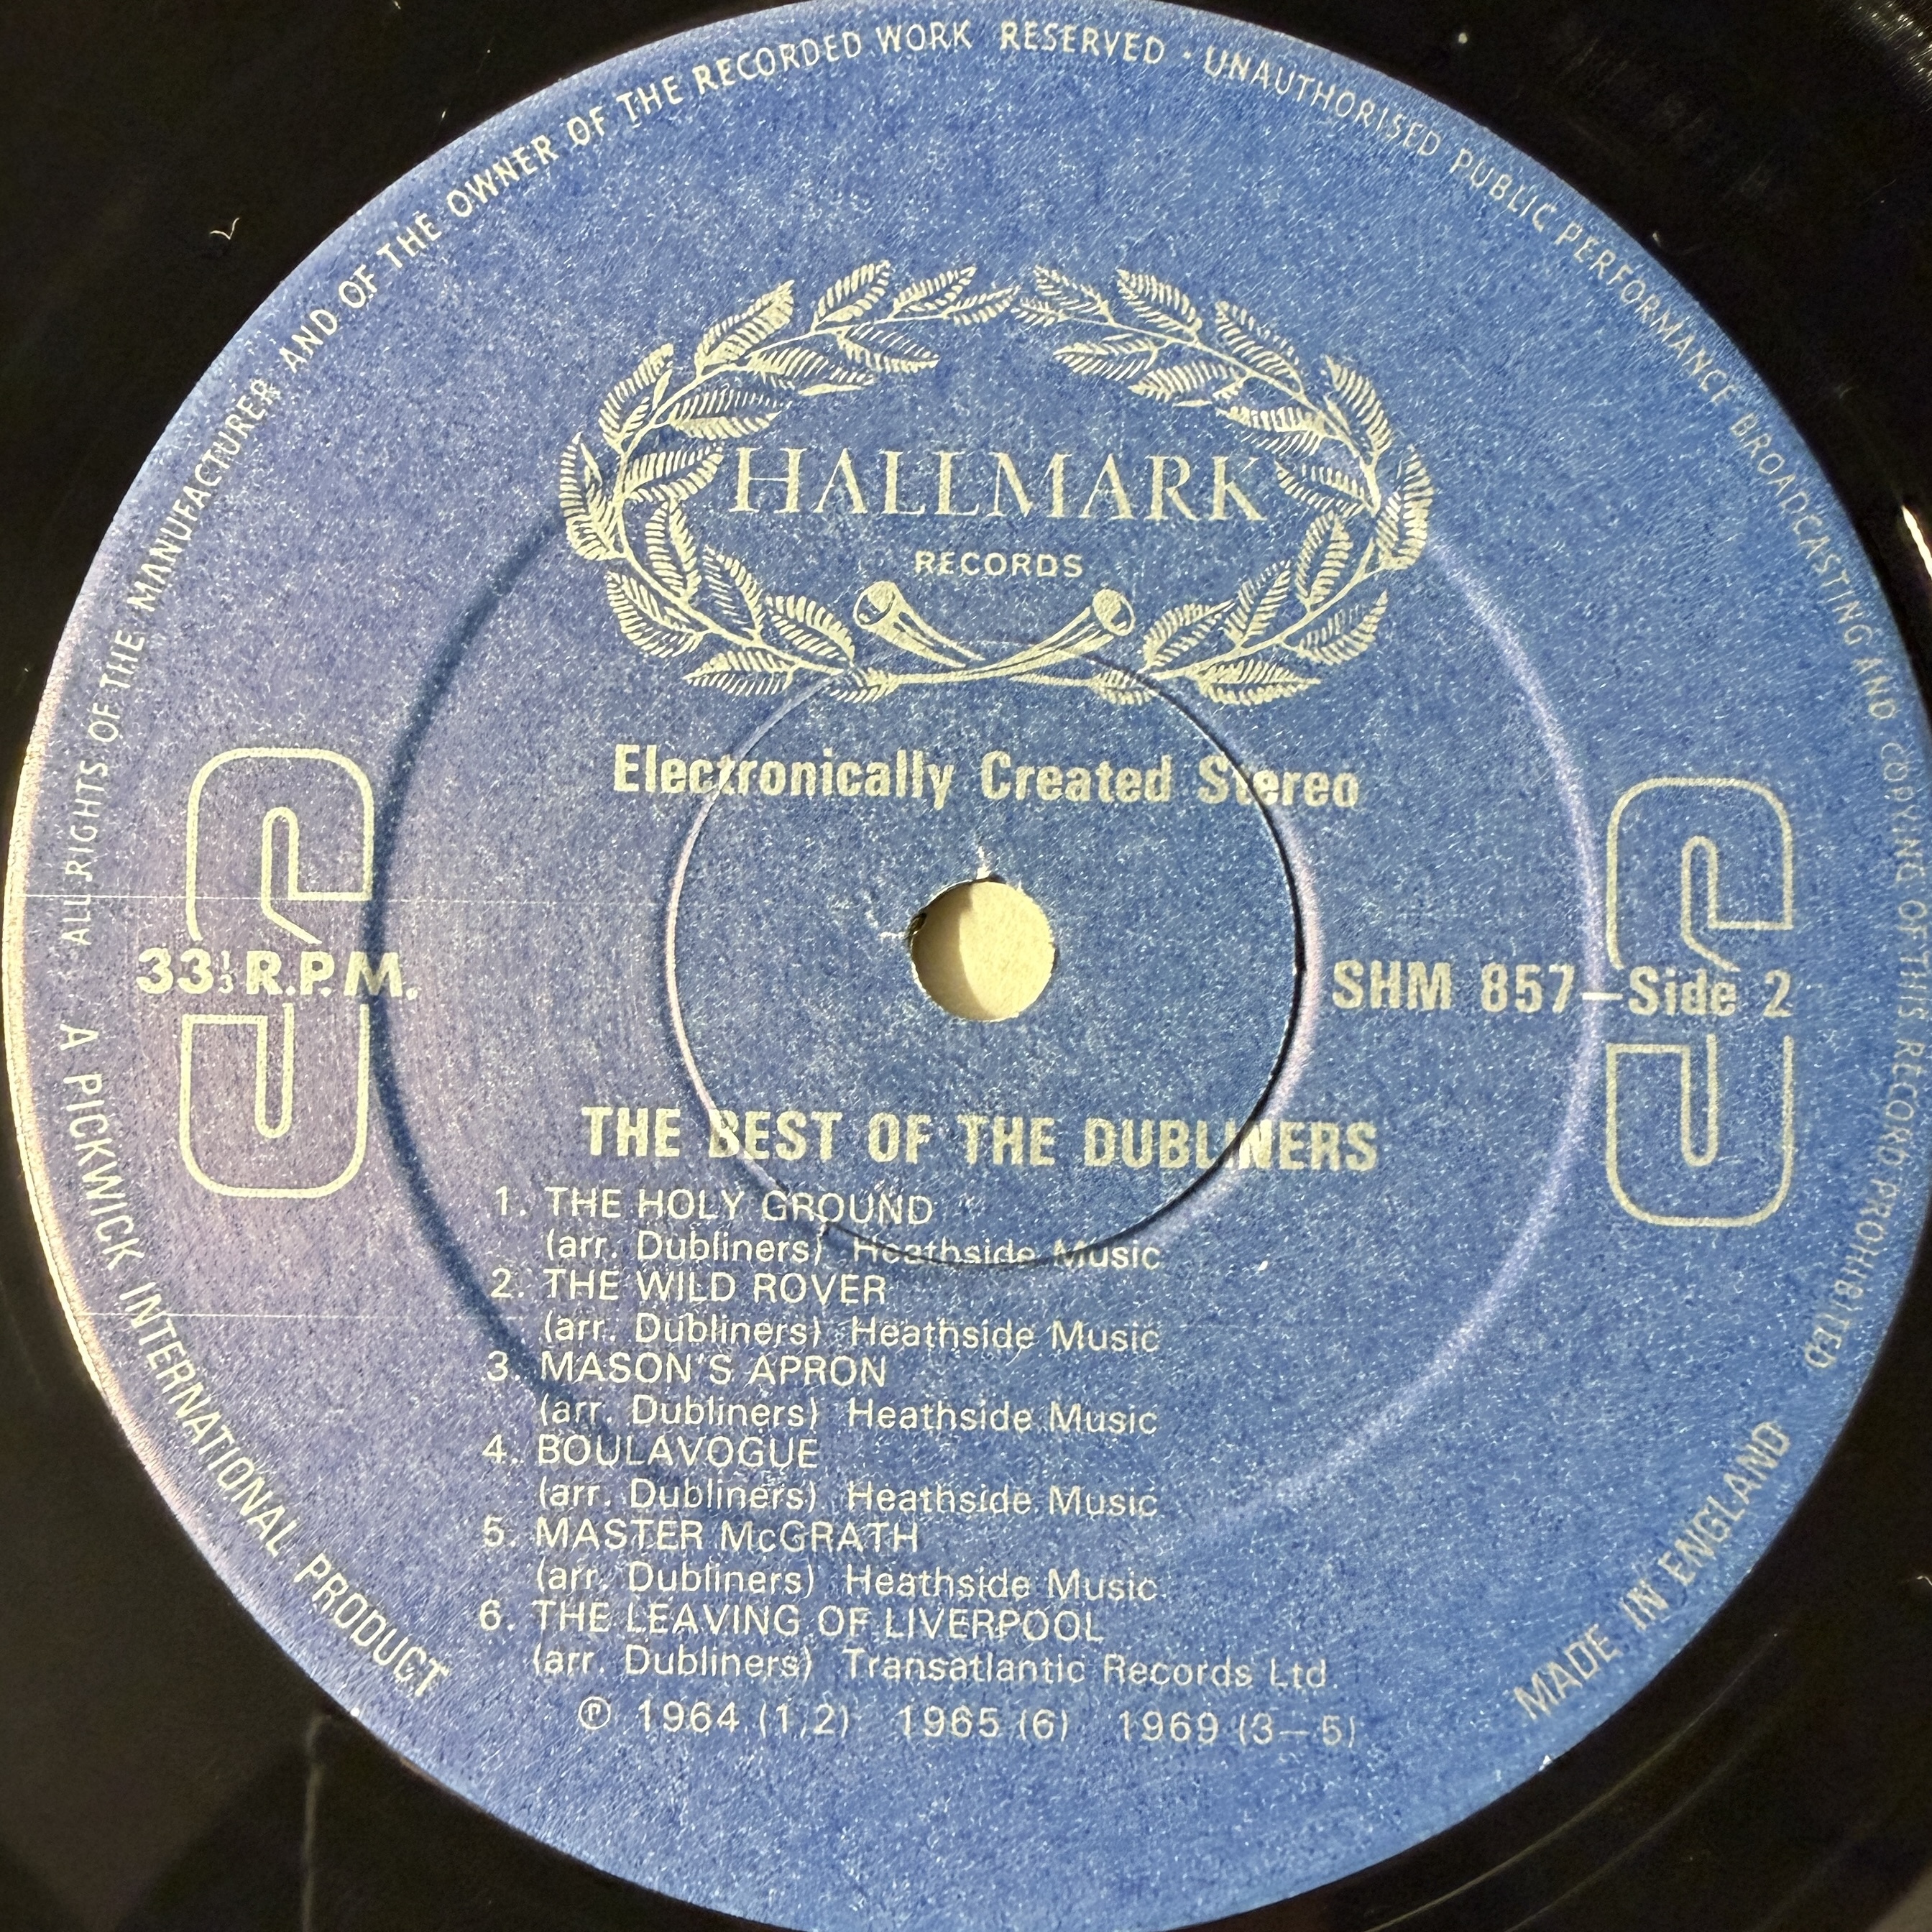 ALL RIGHTS OF THE MANUFACTURER AND OF THE OWNER OF THE RECORDED WORK RESERVED · UNAUTHORISED PUBLIC PERFORMANCE BROADCASTING AND COPYING OF THIS RECORD PROHIBITED
HALLMARK
RECORDS
Electronically Created Stereo
S
33⅓ R.P.M.
S
SHM 857—Side 2
THE BEST OF THE DUBLINERS
1. THE HOLY GROUND
(arr. Dubliners) Heathside Music
2. THE WILD ROVER
(arr. Dubliners) Heathside Music
3. MASON'S APRON
(arr. Dubliners) Heathside Music
4. BOULAVOGUE
(arr. Dubliners) Heathside Music
5. MASTER McGRATH
(arr. Dubliners) Heathside Music.
6. THE LEAVING OF LIVERPOOL
(arr. Dubliners) Transatlantic Records Ltd.
℗ 1964 (1,2) 1965 (6) 1969 (3—5)
A PICKWICK INTERNATIONAL PRODUCT
MADE IN ENGLAND